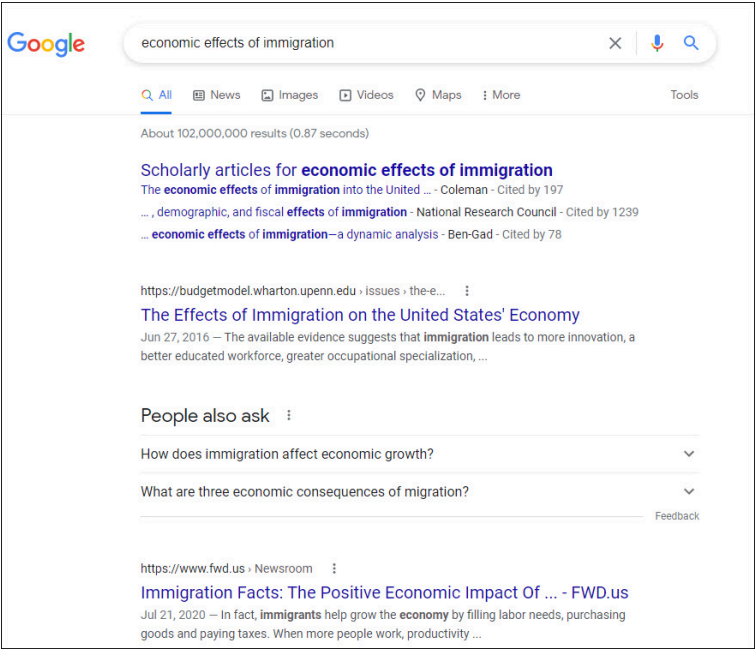 Google
economic effects of immigration
All News Images Videos Maps More Tools
About 102,000,000 results (0.87 seconds)
Scholarly articles for economic effects of immigration
The economic effects of immigration into the United ... - Coleman - Cited by 197
... , demographic, and fiscal effects of immigration - National Research Council - Cited by 1239
... economic effects of immigration—a dynamic analysis - Ben-Gad - Cited by 78
https://budgetmodel.wharton.upenn.edu › issues › the-e...
The Effects of Immigration on the United States' Economy
Jun 27, 2016 — The available evidence suggests that immigration leads to more innovation, a
better educated workforce, greater occupational specialization, ...
People also ask
How does immigration affect economic growth?
What are three economic consequences of migration?
Feedback
https://www.fwd.us › Newsroom
Immigration Facts: The Positive Economic Impact Of ... - FWD.us
Jul 21, 2020 — In fact, immigrants help grow the economy by filling labor needs, purchasing
goods and paying taxes. When more people work, productivity ...